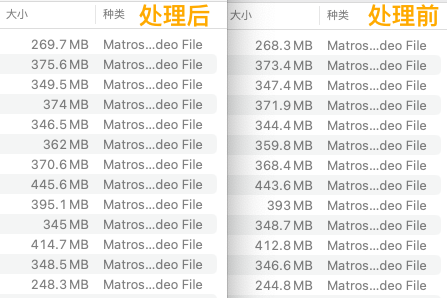 大小 种类 处理后
269.7 MB Matros...deo File
375.6 MB Matros...deo File
349.5 MB Matros...deo File
374 MB Matros...deo File
346.5 MB Matros...deo File
362 MB Matros...deo File
370.6 MB Matros...deo File
445.6 MB Matros...deo File
395.1 MB Matros...deo File
345 MB Matros...deo File
414.7 MB Matros...deo File
348.5 MB Matros...deo File
248.3 MB Matros...deo File
大小 种类 处理前
268.3 MB Matros...deo File
373.4 MB Matros...deo File
347.4 MB Matros...deo File
371.9 MB Matros...deo File
344.4 MB Matros...deo File
359.8 MB Matros...deo File
368.4 MB Matros...deo File
443.6 MB Matros...deo File
393 MB Matros...deo File
348.7 MB Matros...deo File
412.8 MB Matros...deo File
346.6 MB Matros...deo File
244.8 MB Matros...deo File